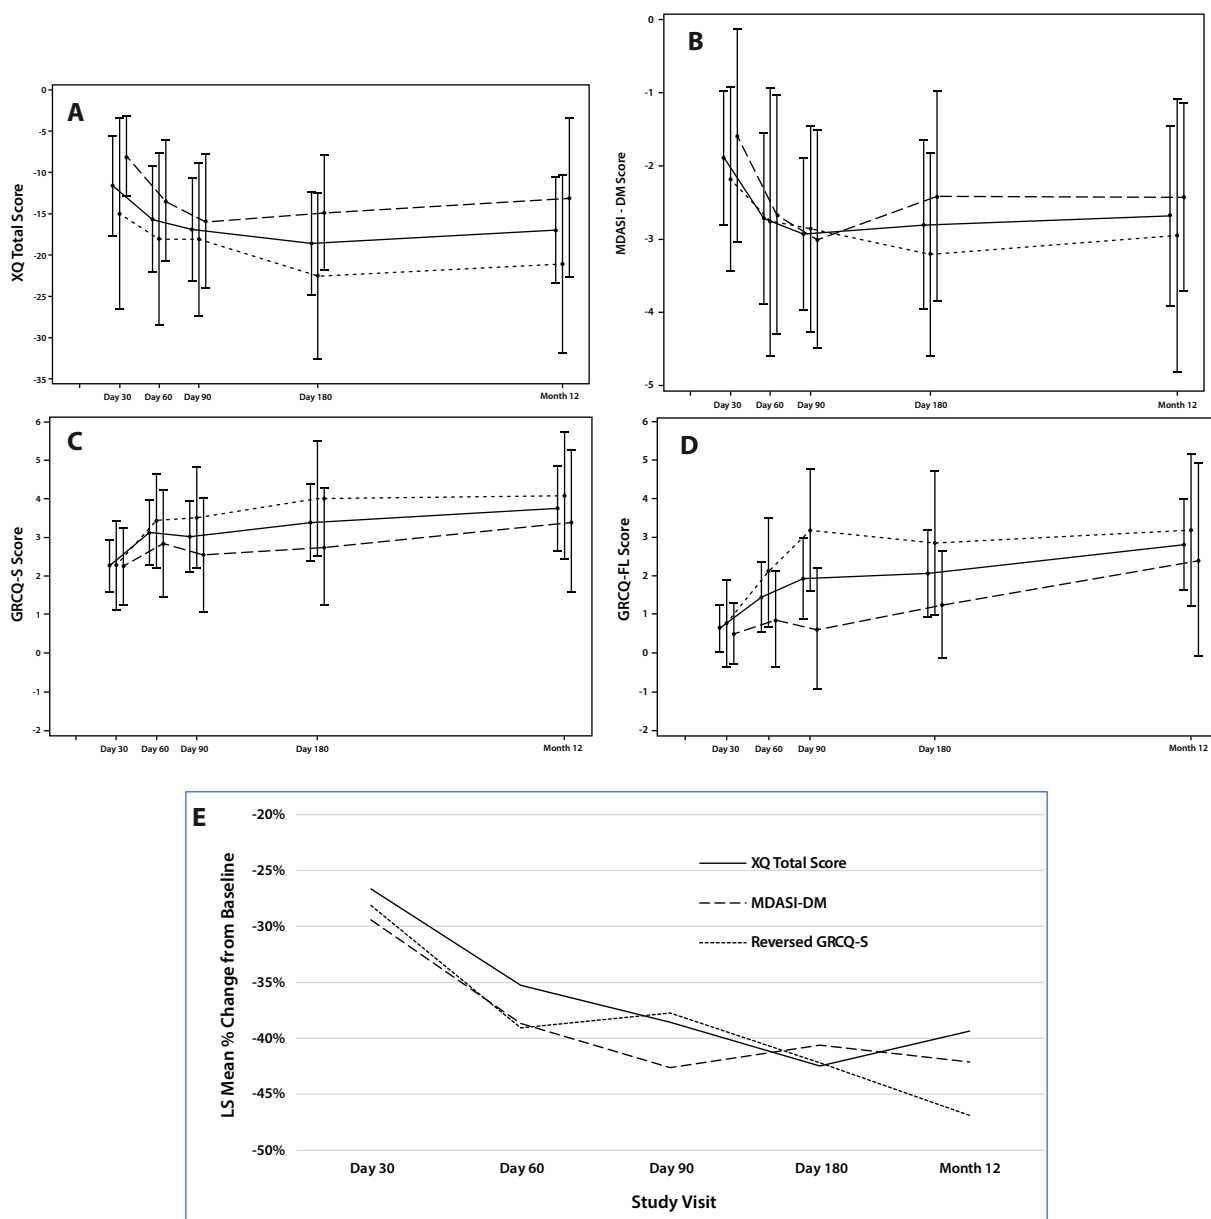 A
XQ Total Score
0
-5
-10
-15
-20
-25
-30
-35
Day 30 Day 60 Day 90 Day 180 Month 12
B
MDASI - DM Score
0
-1
-2
-3
-4
-5
Day 30 Day 60 Day 90 Day 180 Month 12
C
GRCQ-S Score
6
5
4
3
2
1
0
-1
-2
Day 30 Day 60 Day 90 Day 180 Month 12
D
GRCQ-FL Score
6
5
4
3
2
1
0
-1
-2
Day 30 Day 60 Day 90 Day 180 Month 12
E
LS Mean % Change from Baseline
-20%
-25%
-30%
-35%
-40%
-45%
-50%
XQ Total Score
MDASI-DM
Reversed GRCQ-S
Day 30 Day 60 Day 90 Day 180 Month 12
Study Visit